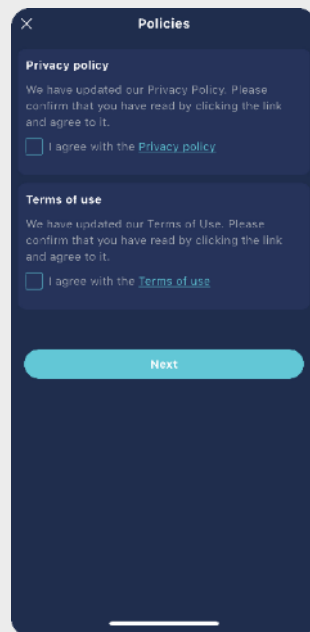 Policies
Privacy policy
We have updated our Privacy Policy. Please
confirm that you have read by clicking the link
and agree to it.
I agree with the Privacy policy
Terms of use
We have updated our Terms of Use. Please
confirm that you have read by clicking the link
and agree to it.
I agree with the Terms of use
Next